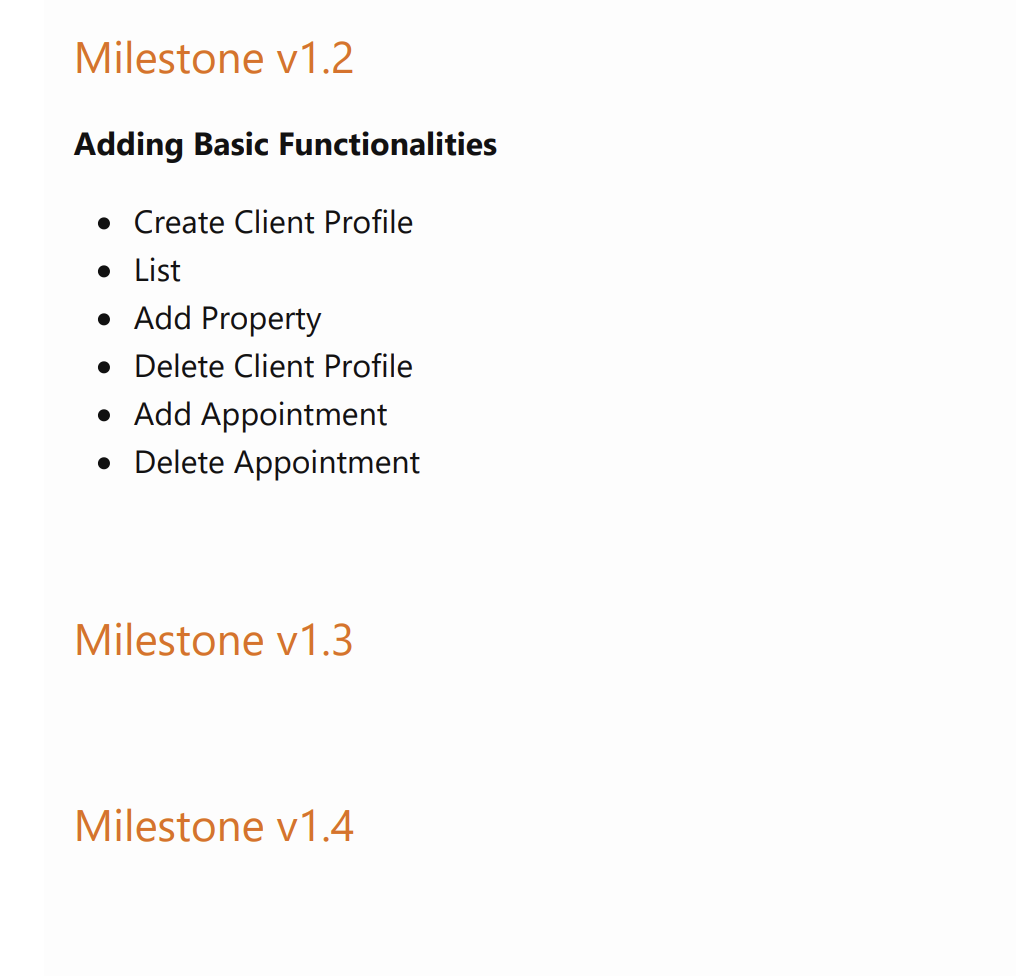 Milestone v1.2
Adding Basic Functionalities
Create Client Profile
List
Add Property
Delete Client Profile
Add Appointment
Delete Appointment
Milestone v1.3
Milestone v1.4